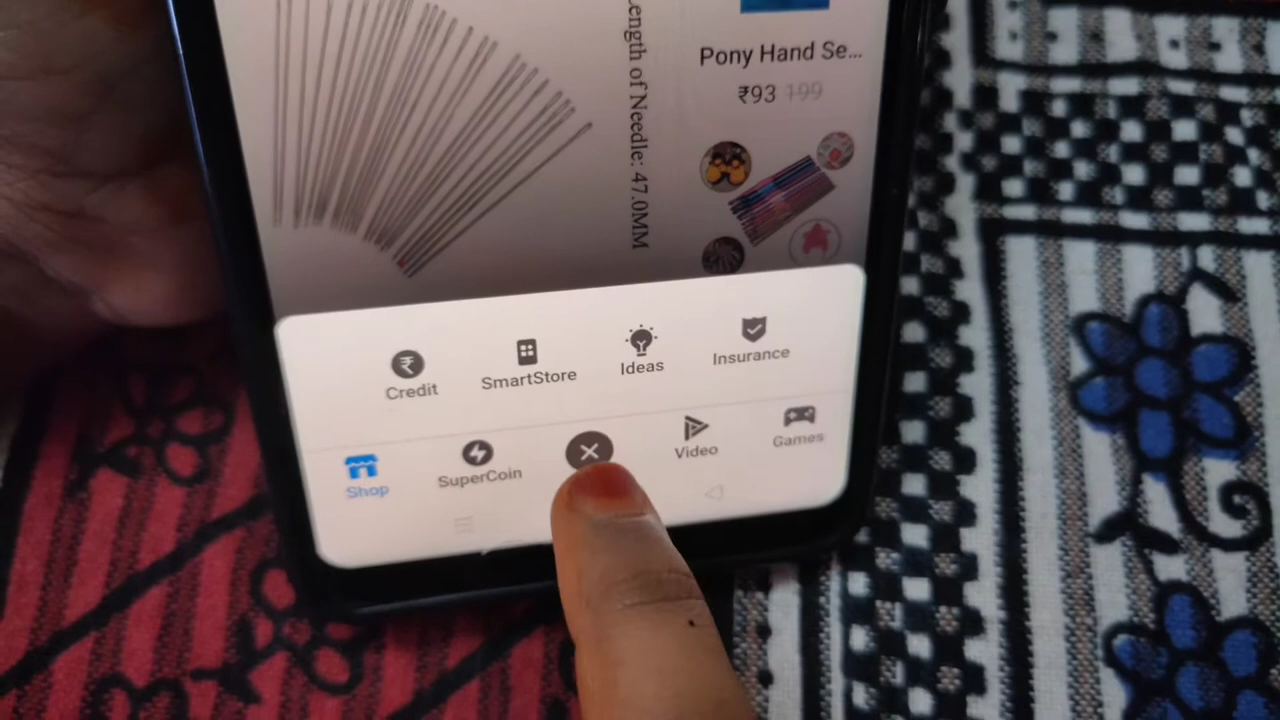 Length of Needle: 47.0MM
Pony Hand Se...
₹93 199
Credit
SmartStore
Ideas
Insurance
Shop
SuperCoin
Video
Games